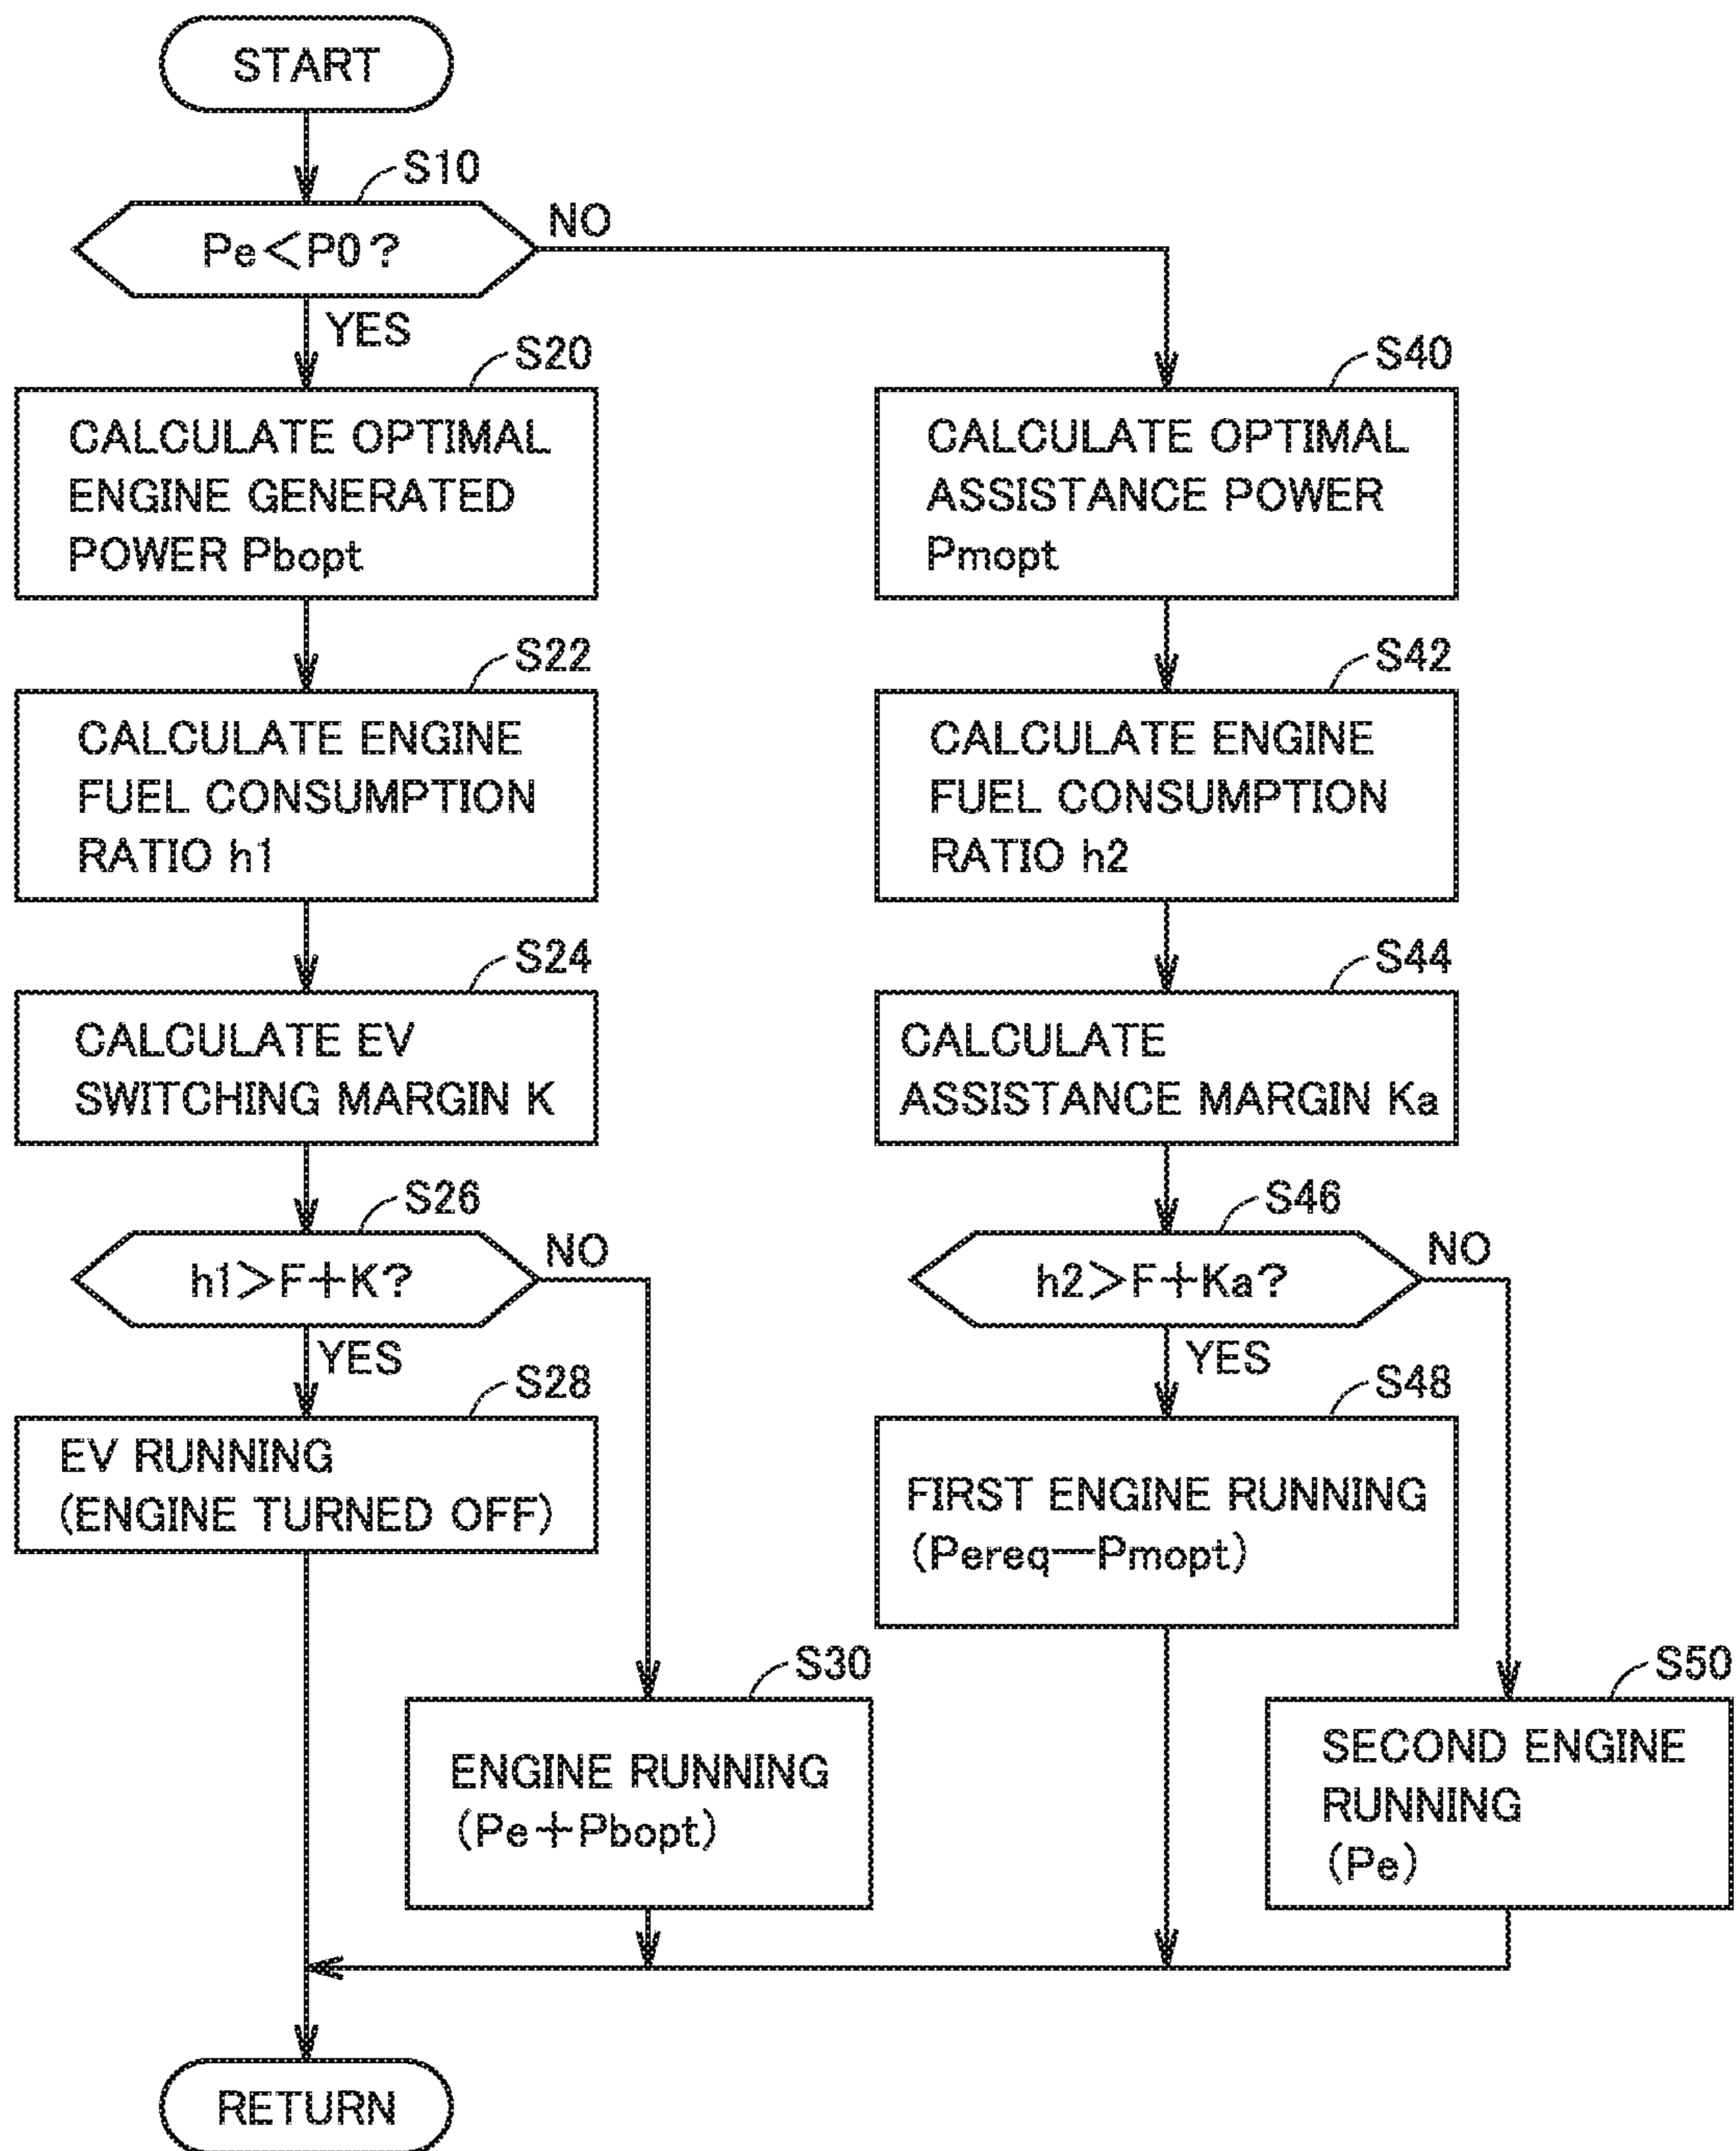 START
S10
Pe<P0?
NO
YES
S20
CALCULATE OPTIMAL
ENGINE GENERATED
POWER Pbopt
S22
CALCULATE ENGINE
FUEL CONSUMPTION
RATIO h1
S24
CALCULATE EV
SWITCHING MARGIN K
S26
h1>F+K?
NO
YES
S28
EV RUNNING
(ENGINE TURNED OFF)
S30
ENGINE RUNNING
(Pe+Pbopt)
S40
CALCULATE OPTIMAL
ASSISTANCE POWER
Pmopt
S42
CALCULATE ENGINE
FUEL CONSUMPTION
RATIO h2
S44
CALCULATE
ASSISTANCE MARGIN Ka
S46
h2>F+Ka?
NO
YES
S48
FIRST ENGINE RUNNING
(Pereq—Pmopt)
S50
SECOND ENGINE
RUNNING
(Pe)
RETURN